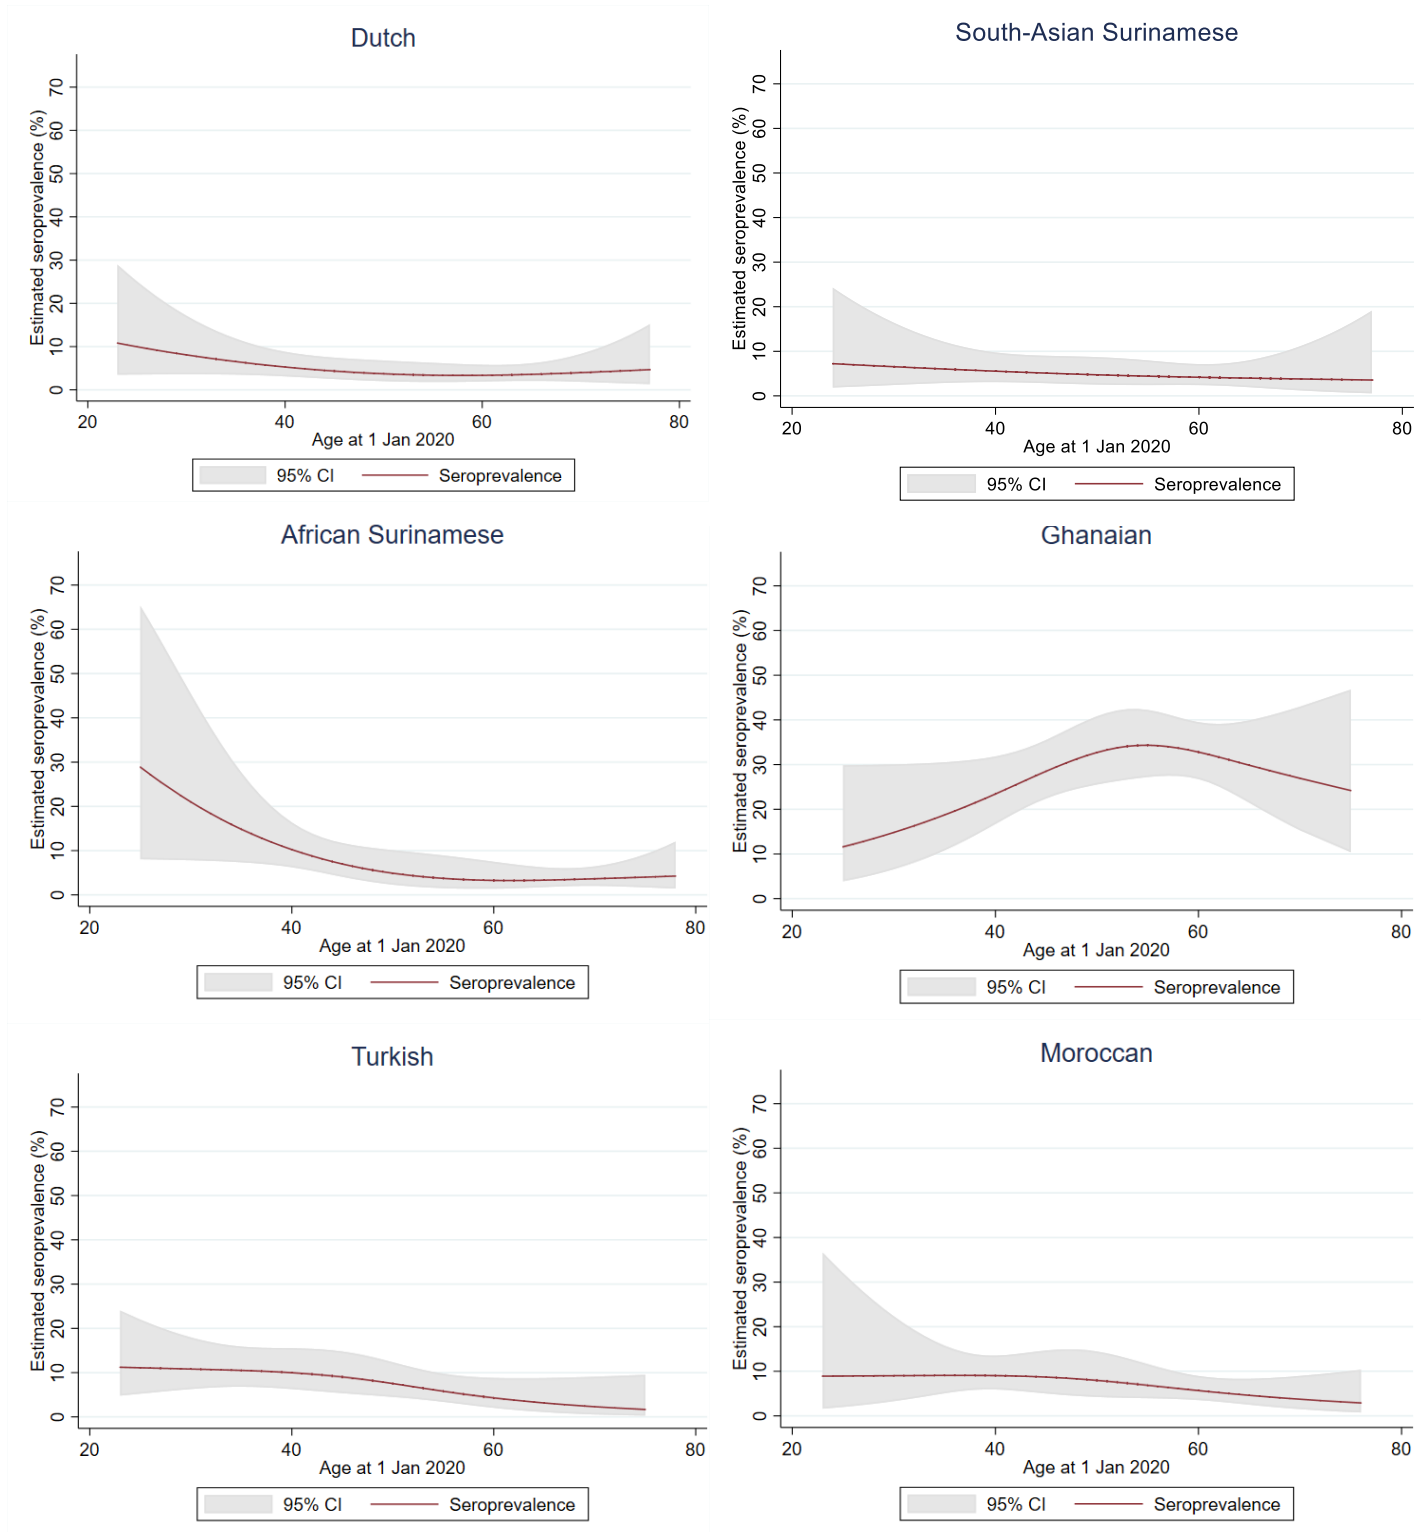 Dutch
Estimated seroprevalence (%)
70
60
50
40
30
20
10
0
20 40 60 80
Age at 1 Jan 2020
95% CI Seroprevalence
South-Asian Surinamese
Estimated seroprevalence (%)
70
60
50
40
30
20
10
0
20 40 60 80
Age at 1 Jan 2020
95% CI Seroprevalence
African Surinamese
Estimated seroprevalence (%)
70
60
50
40
30
20
10
0
20 40 60 80
Age at 1 Jan 2020
95% CI Seroprevalence
Ghanaian
Estimated seroprevalence (%)
70
60
50
40
30
20
10
0
20 40 60 80
Age at 1 Jan 2020
95% CI Seroprevalence
Turkish
Estimated seroprevalence (%)
70
60
50
40
30
20
10
0
20 40 60 80
Age at 1 Jan 2020
95% CI Seroprevalence
Moroccan
Estimated seroprevalence (%)
70
60
50
40
30
20
10
0
20 40 60 80
Age at 1 Jan 2020
95% CI Seroprevalence